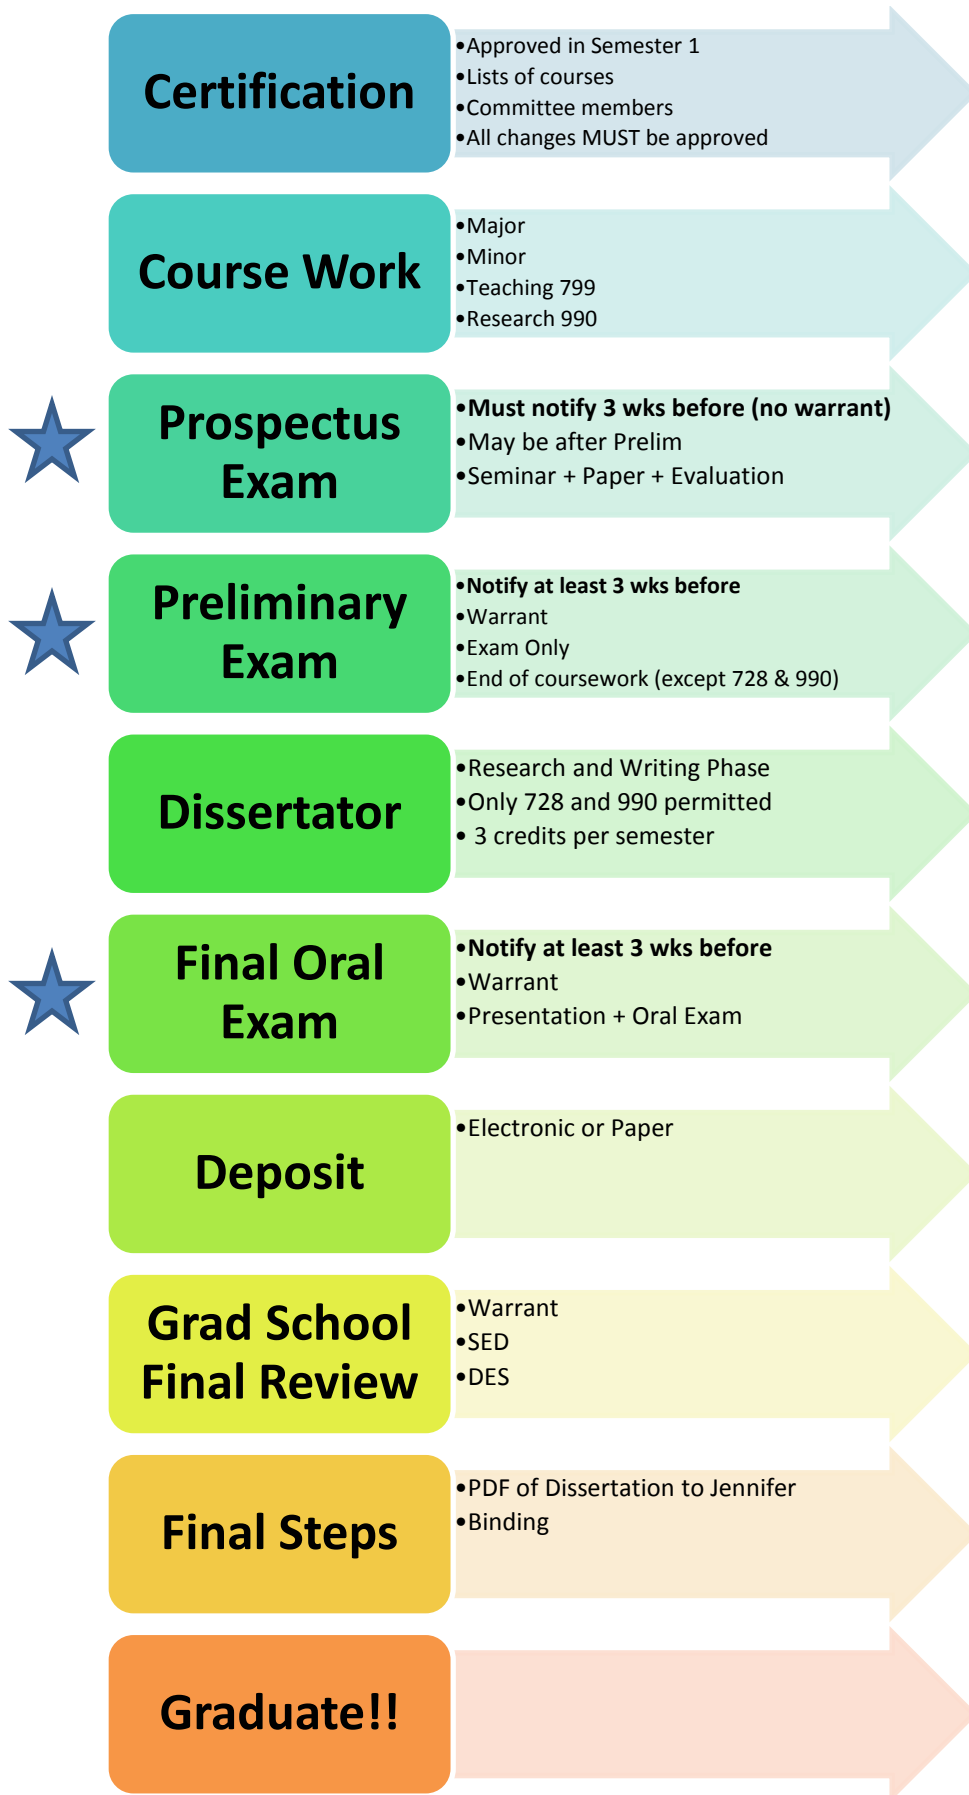 Certification
•Approved in Semester 1
•Lists of courses
•Committee members
•All changes MUST be approved
Course Work
•Major
•Minor
•Teaching 799
•Research 990
Prospectus
Exam
•Must notify 3 wks before (no warrant)
•May be after Prelim
•Seminar + Paper + Evaluation
Preliminary
Exam
•Notify at least 3 wks before
•Warrant
•Exam Only
•End of coursework (except 728 & 990)
Dissertator
•Research and Writing Phase
•Only 728 and 990 permitted
• 3 credits per semester
Final Oral
Exam
•Notify at least 3 wks before
•Warrant
•Presentation + Oral Exam
Deposit
•Electronic or Paper
Grad School
Final Review
•Warrant
•SED
•DES
Final Steps
•PDF of Dissertation to Jennifer
•Binding
Graduate!!